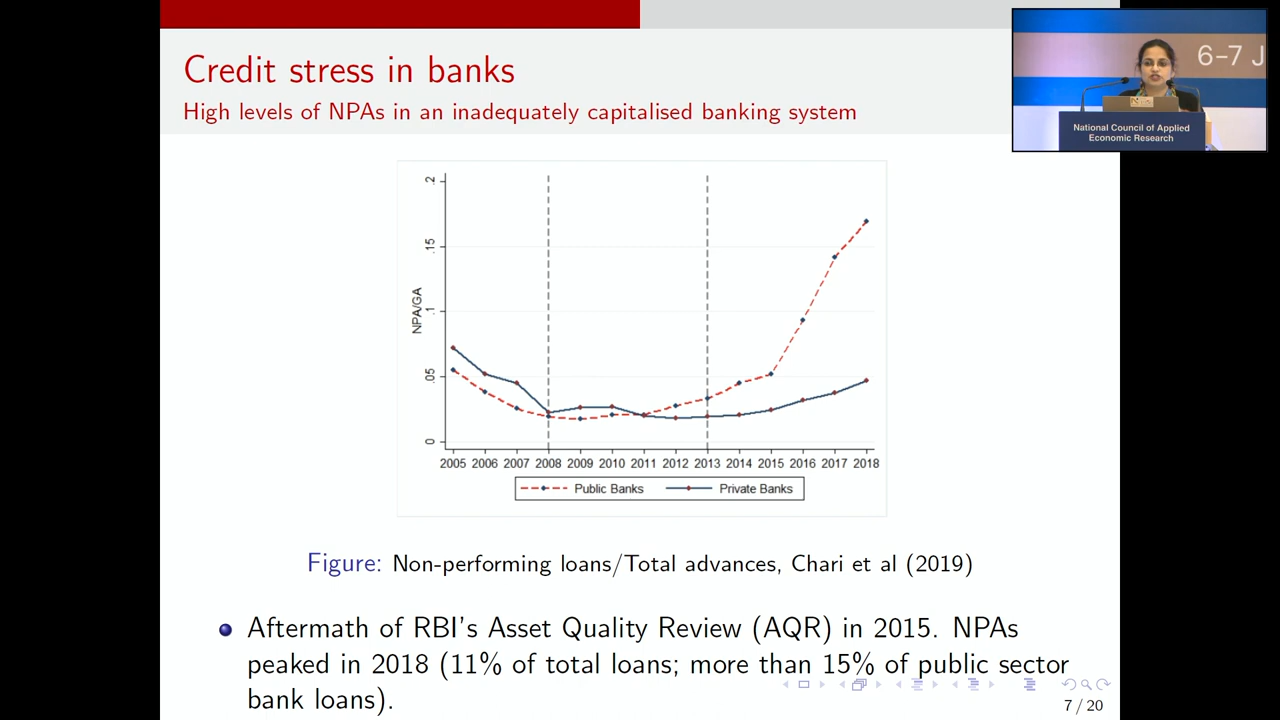 Credit stress in banks
High levels of NPAs in an inadequately capitalised banking system
6–7 J
National Council of Applied
Economic Research
.2
.15
.1
.05
0
NPA/GA
2005 2006 2007 2008 2009 2010 2011 2012 2013 2014 2015 2016 2017 2018
Public Banks Private Banks
Figure: Non-performing loans/Total advances, Chari et al (2019)
Aftermath of RBI's Asset Quality Review (AQR) in 2015. NPAs
peaked in 2018 (11% of total loans; more than 15% of public sector
bank loans).
7 / 20